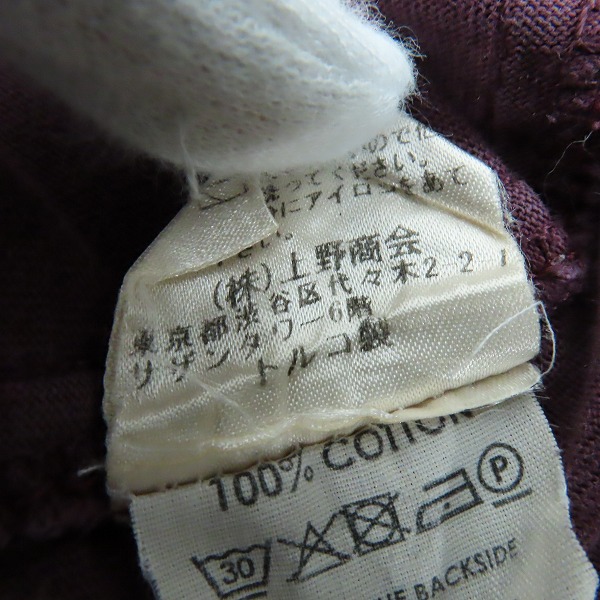 ってください。
にアイロンをあて
さい。
(株)上野商会
東京都渋谷区代々木221
リザンタワー6階
トルコ製
100% COTTON
30
P
BACKSIDE